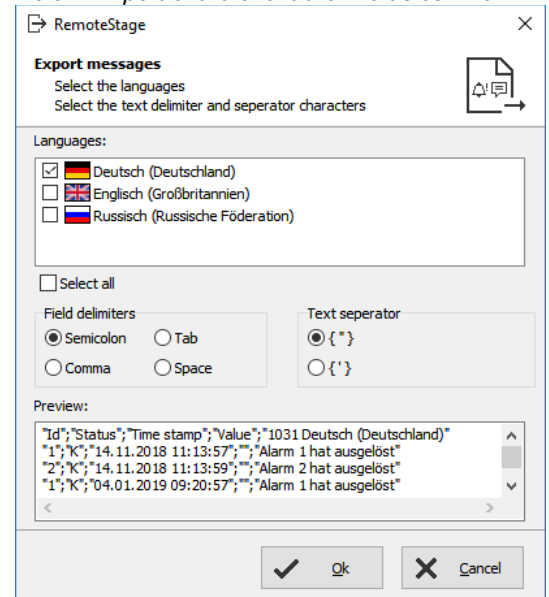 RemoteStage
Export messages
Select the languages
Select the text delimiter and seperator characters
Languages:
Deutsch (Deutschland)
Englisch (Großbritannien)
Russisch (Russische Föderation)
Select all
Field delimiters
Text seperator
Semicolon Tab {"}
Comma Space {'}
Preview:
"Id";"Status";"Time stamp";"Value";"1031 Deutsch (Deutschland)"
"1";"K";"14.11.2018 11:13:57";"";"Alarm 1 hat ausgelöst"
"2";"K";"14.11.2018 11:13:59";"";"Alarm 2 hat ausgelöst"
"1";"K";"04.01.2019 09:20:57";"";"Alarm 1 hat ausgelöst"
Ok Cancel